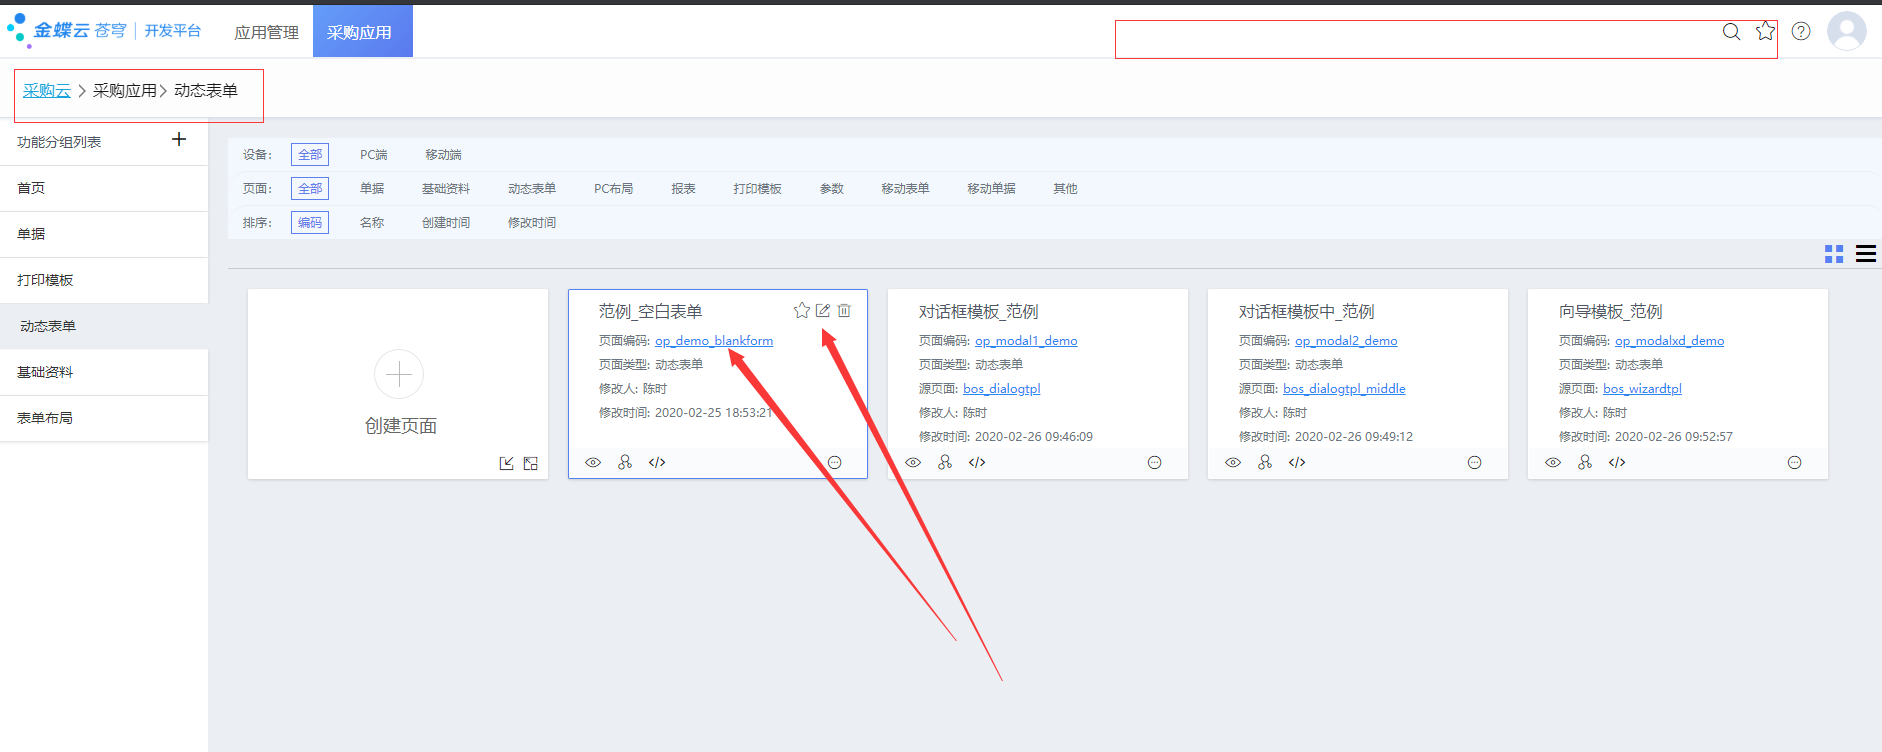 金蝶云 苍穹 | 开发平台 应用管理 采购应用
采购云 > 采购应用 > 动态表单
功能分组列表 +
首页
单据
打印模板
动态表单
基础资料
表单布局
设备: 全部 PC端 移动端
页面: 全部 单据 基础资料 动态表单 PC布局 报表 打印模板 参数 移动表单 移动单据 其他
排序: 编码 名称 创建时间 修改时间
创建页面
范例_空白表单
页面编码: op_demo_blankform
页面类型: 动态表单
修改人: 陈时
修改时间: 2020-02-25 18:53:21
对话框模板_范例
页面编码: op_modal1_demo
页面类型: 动态表单
源页面: bos_dialogtpl
修改人: 陈时
修改时间: 2020-02-26 09:46:09
对话框模板中_范例
页面编码: op_modal2_demo
页面类型: 动态表单
源页面: bos_dialogtpl_middle
修改人: 陈时
修改时间: 2020-02-26 09:49:12
向导模板_范例
页面编码: op_modalxd_demo
页面类型: 动态表单
源页面: bos_wizardtpl
修改人: 陈时
修改时间: 2020-02-26 09:52:57